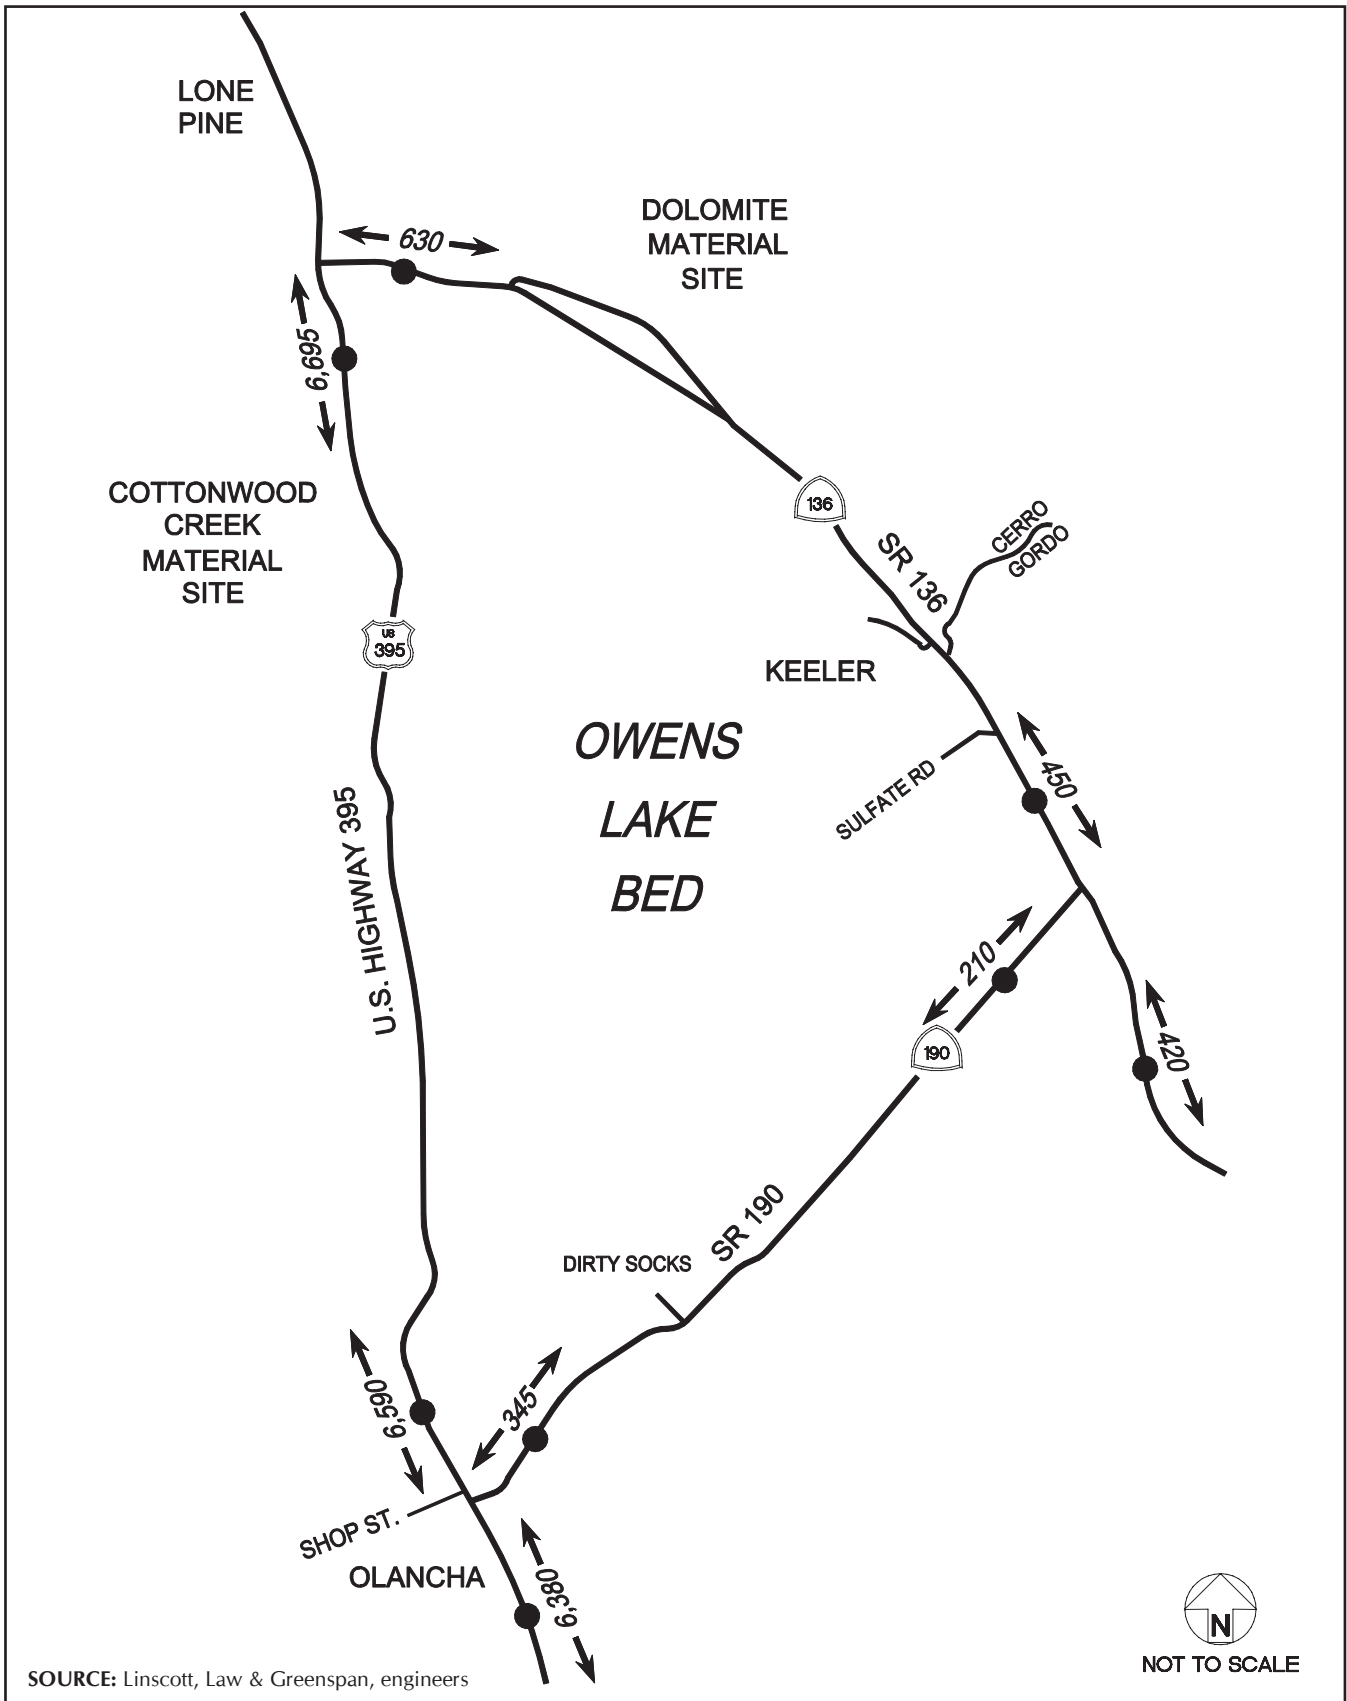 LONE
PINE
630
DOLOMITE
MATERIAL
SITE
6,695
COTTONWOOD
CREEK
MATERIAL
SITE
136
SR 136
CERRO
GORDO
US
395
KEELER
OWENS
LAKE
BED
SULFATE RD
450
U.S. HIGHWAY 395
210
190
420
SR 190
DIRTY SOCKS
6,590
345
SHOP ST.
OLANCHA
6,380
N
NOT TO SCALE
SOURCE: Linscott, Law & Greenspan, engineers